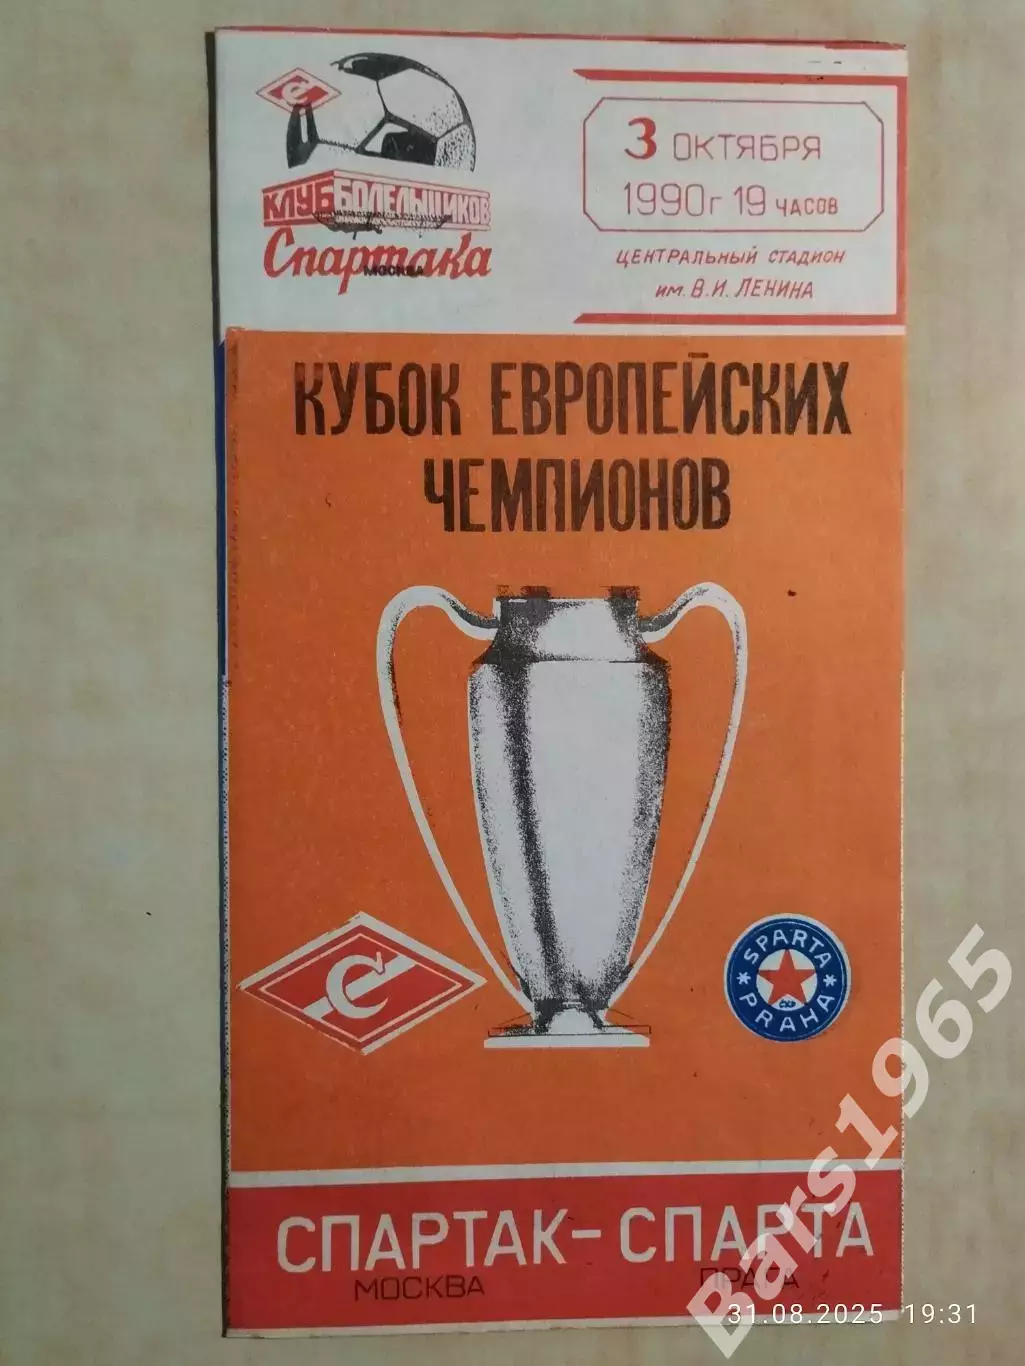 КЛУБ БОЛЕЛЬЩИКОВ
Спартака
МОСКВА
3 ОКТЯБРЯ
1990г 19 ЧАСОВ
ЦЕНТРАЛЬНЫЙ СТАДИОН
им. В.И. ЛЕНИНА
КУБОК ЕВРОПЕЙСКИХ
ЧЕМПИОНОВ
SPARTA
PRAHA
СПАРТАК-СПАРТА
МОСКВА ПРАГА
Bars1965
31.08.2025 19:31